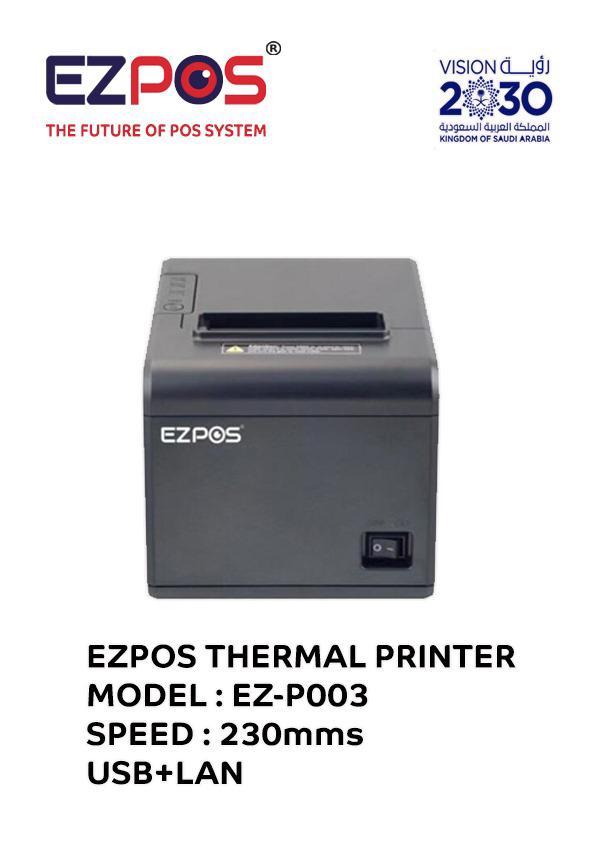 EZPOS®
THE FUTURE OF POS SYSTEM
VISION رؤيــة
2030
المملكة العربية السعودية
KINGDOM OF SAUDI ARABIA
EZPOS
EZPOS THERMAL PRINTER
MODEL : EZ-P003
SPEED : 230mms
USB+LAN